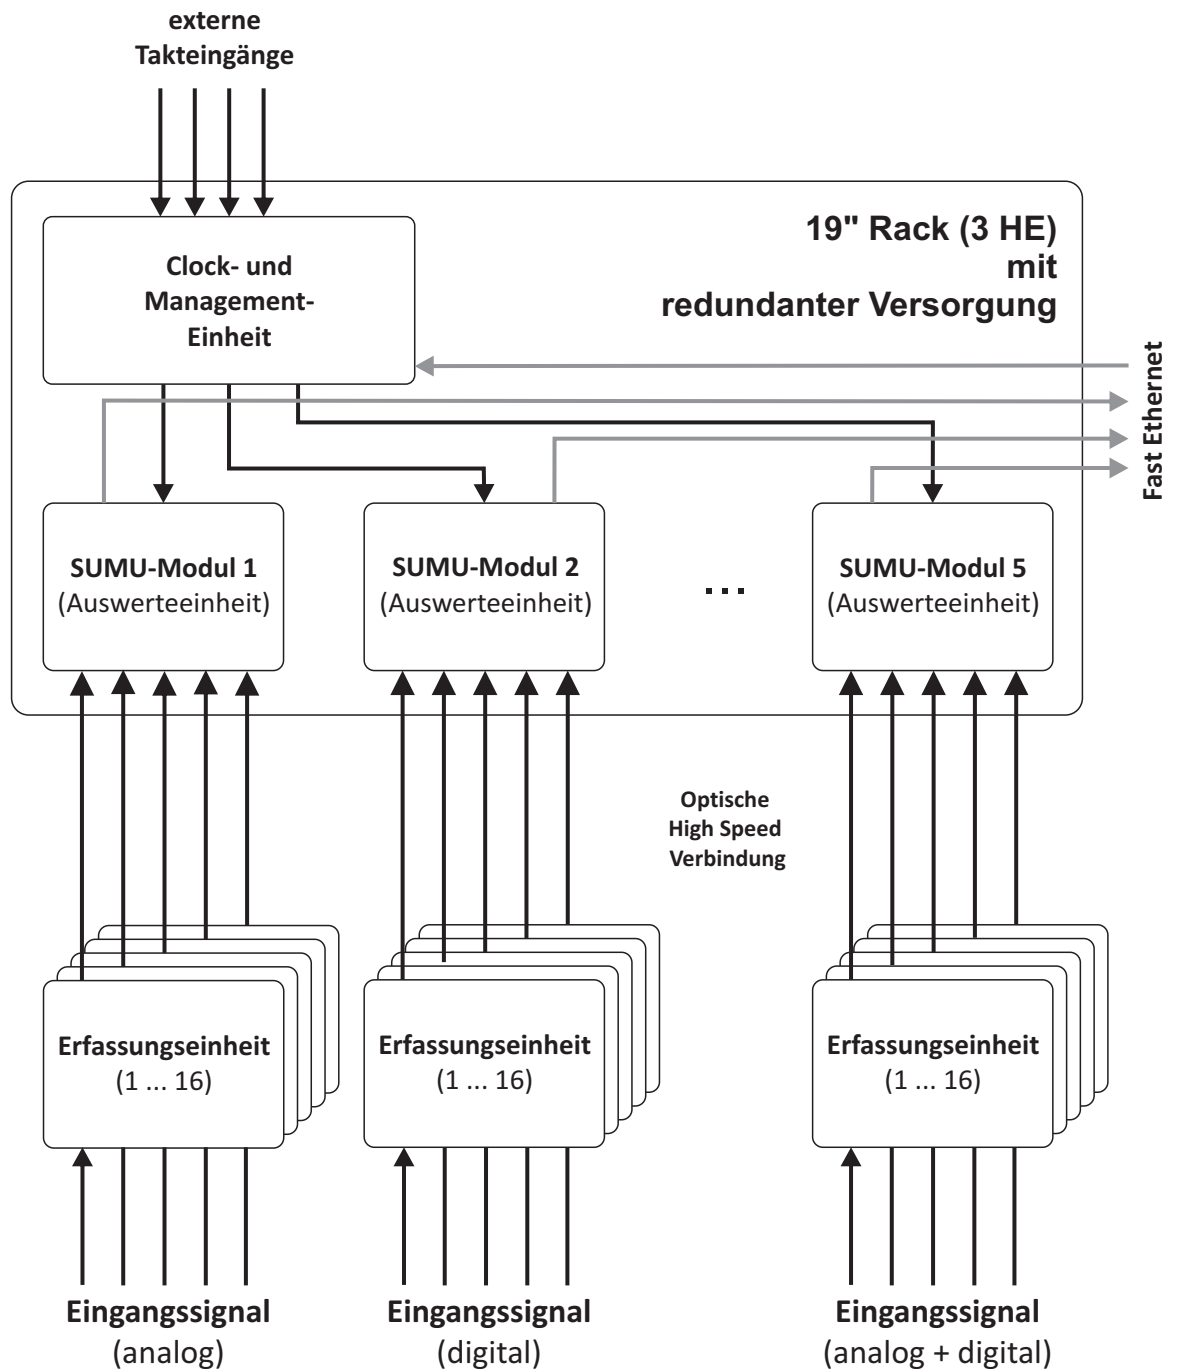 externe
Takteingänge
19" Rack (3 HE)
mit
redundanter Versorgung
Clock- und
Management-
Einheit
Fast Ethernet
SUMU-Modul 1
(Auswerteeinheit)
SUMU-Modul 2
(Auswerteeinheit)
...
SUMU-Modul 5
(Auswerteeinheit)
Optische
High Speed
Verbindung
Erfassungseinheit
(1 ... 16)
Erfassungseinheit
(1 ... 16)
Erfassungseinheit
(1 ... 16)
Eingangssignal
(analog)
Eingangssignal
(digital)
Eingangssignal
(analog + digital)